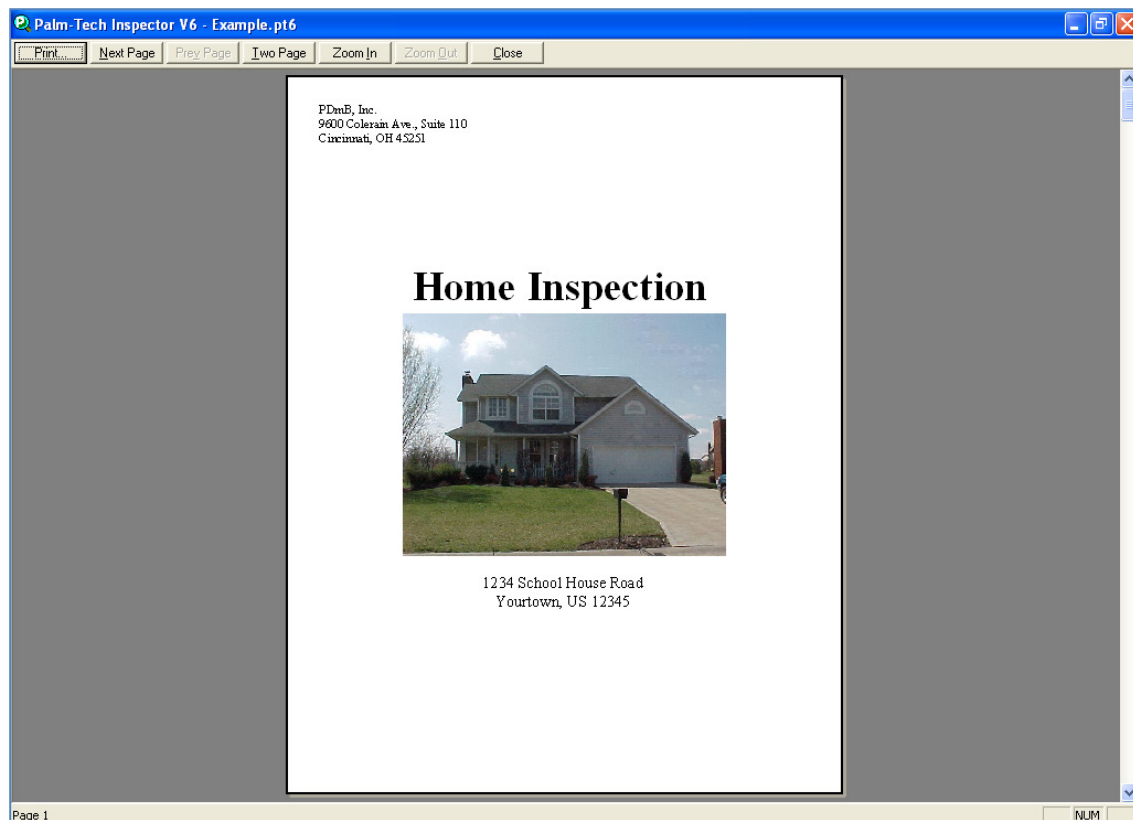 Palm-Tech Inspector V6 - Example.pt6
Print... Next Page Prev Page Two Page Zoom In Zoom Out Close
PDmB, Inc.
9600 Colerain Ave., Suite 110
Cincinnati, OH 45251
Home Inspection
1234 School House Road
Yourtown, US 12345
Page 1 NUM